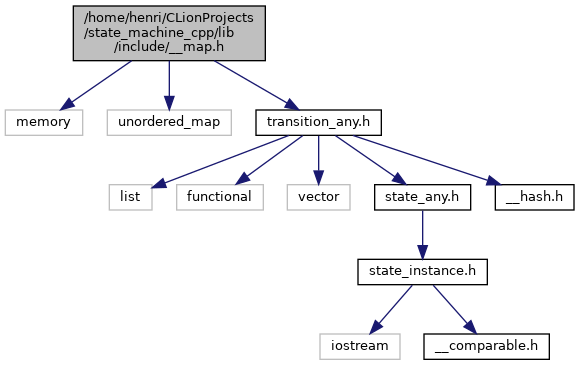 /home/henri/CLionProjects
/state_machine_cpp/lib
/include/__map.h
memory
unordered_map
transition_any.h
list
functional
vector
state_any.h
__hash.h
state_instance.h
iostream
__comparable.h